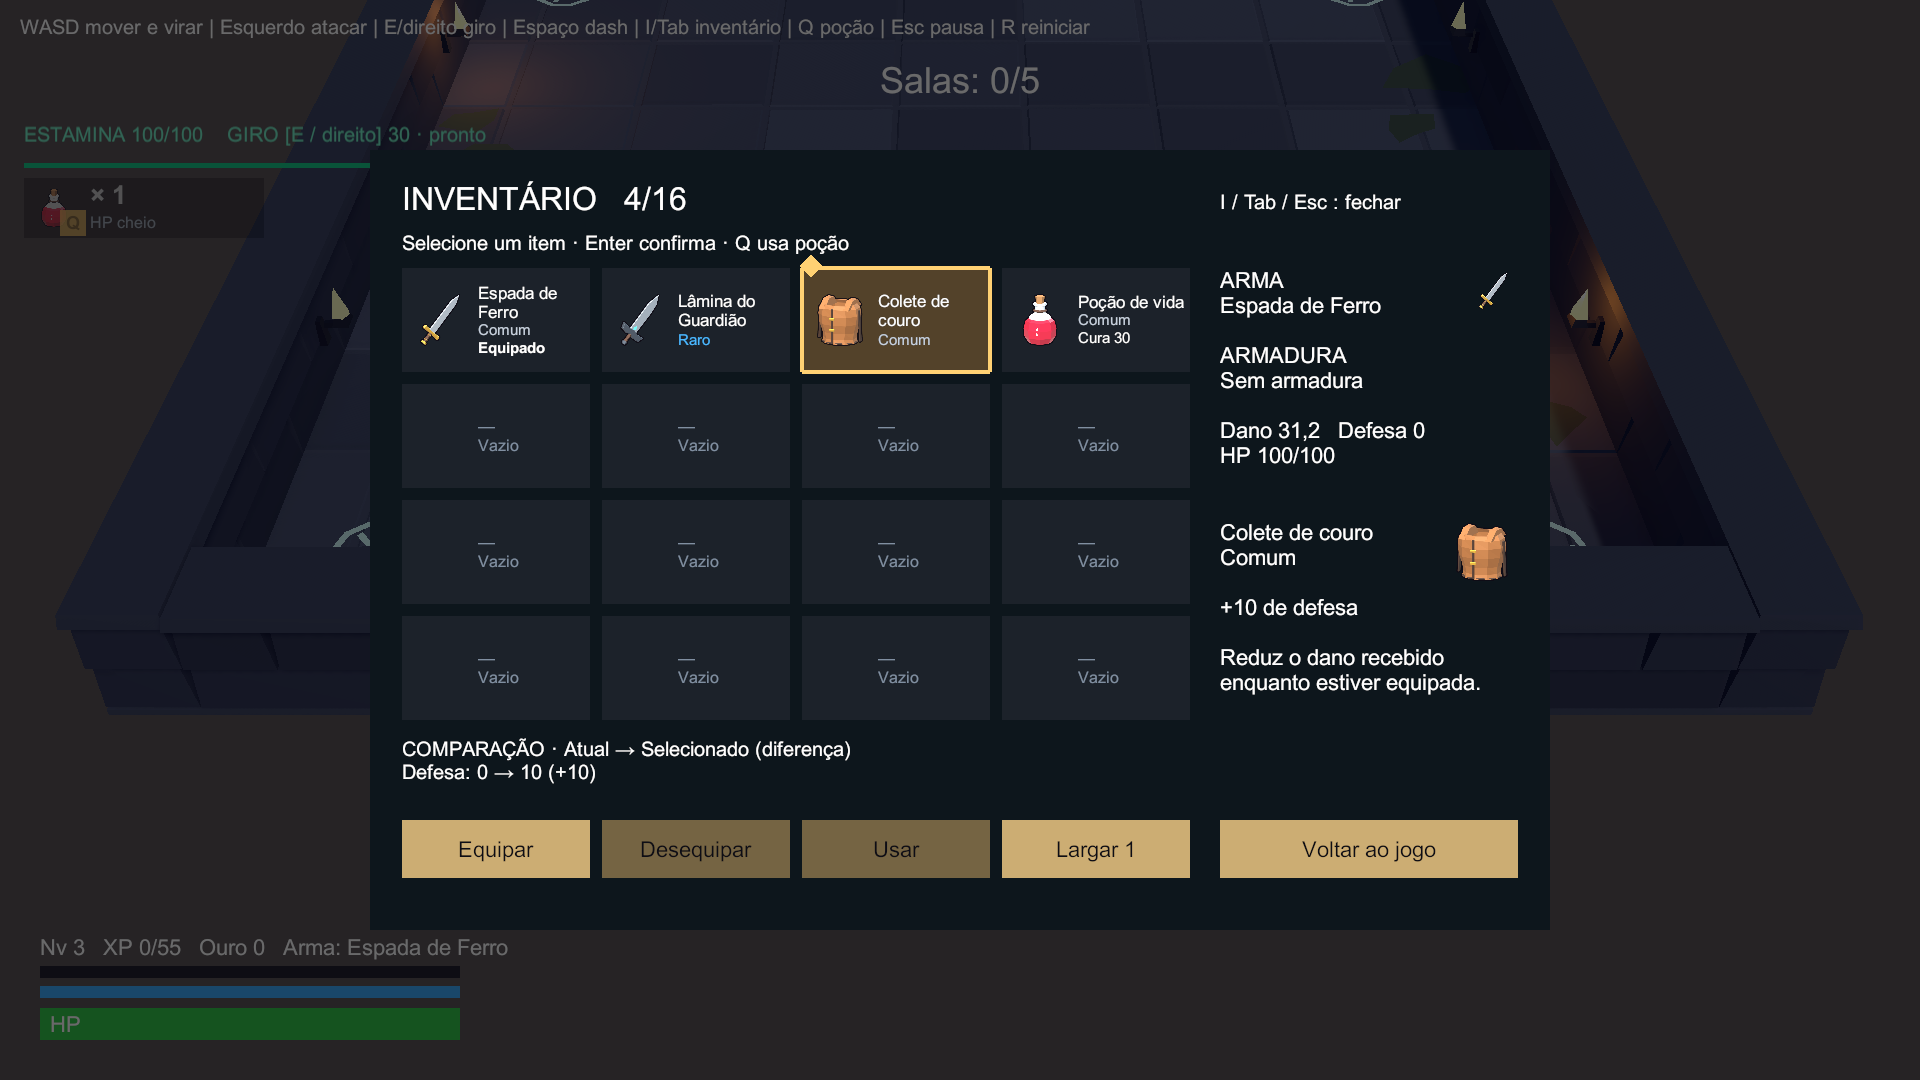 WASD mover e virar | Esquerdo atacar | E/direito giro | Espaço dash | I/Tab inventário | Q poção | Esc pausa | R reiniciar
Salas: 0/5
ESTAMINA 100/100 GIRO [E / direito] 30 · pronto
× 1
Q HP cheio
INVENTÁRIO 4/16
I / Tab / Esc : fechar
Selecione um item · Enter confirma · Q usa poção
Espada de
Ferro
Comum
Equipado
Lâmina do
Guardião
Raro
Colete de
couro
Comum
Poção de vida
Comum
Cura 30
—
Vazio
—
Vazio
—
Vazio
—
Vazio
—
Vazio
—
Vazio
—
Vazio
—
Vazio
—
Vazio
—
Vazio
—
Vazio
—
Vazio
ARMA
Espada de Ferro
ARMADURA
Sem armadura
Dano 31,2 Defesa 0
HP 100/100
Colete de couro
Comum
+10 de defesa
Reduz o dano recebido
enquanto estiver equipada.
COMPARAÇÃO · Atual → Selecionado (diferença)
Defesa: 0 → 10 (+10)
Equipar
Desequipar
Usar
Largar 1
Voltar ao jogo
Nv 3 XP 0/55 Ouro 0 Arma: Espada de Ferro
HP